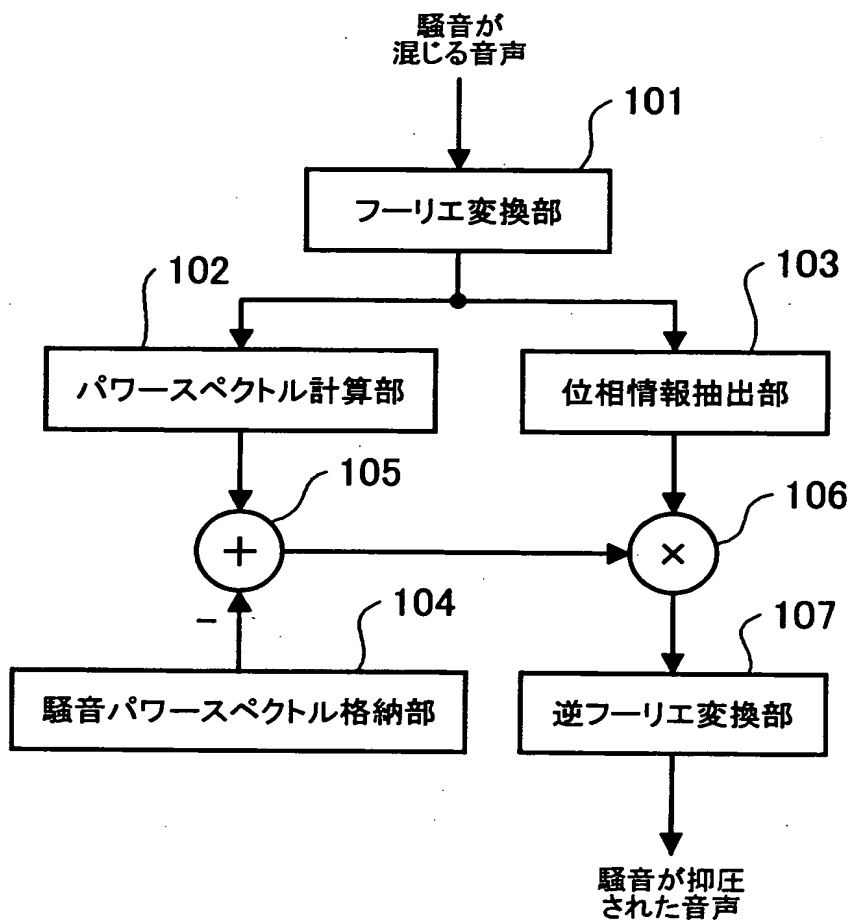 騒音が
混じる音声
101
フーリエ変換部
102
103
パワースペクトル計算部
位相情報抽出部
105
106
+
×
-
104
107
騒音パワースペクトル格納部
逆フーリエ変換部
騒音が抑圧
された音声